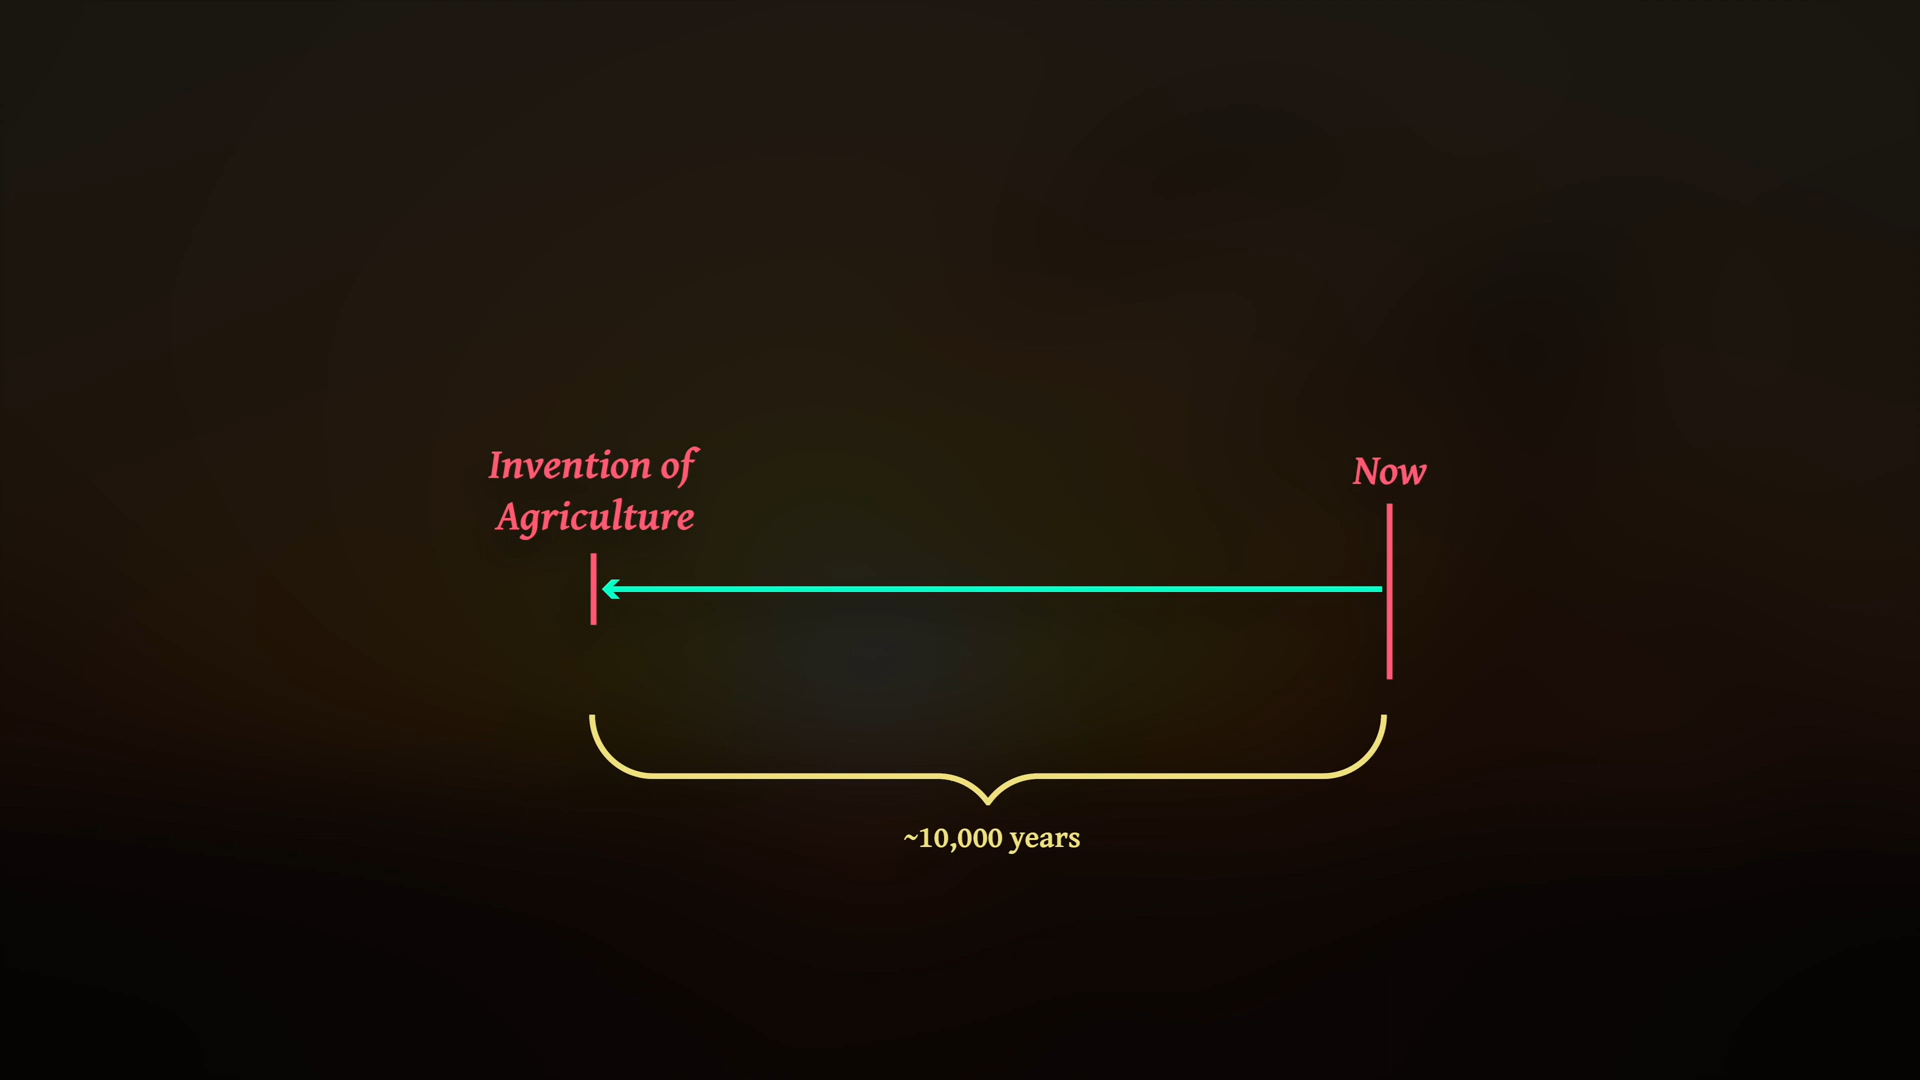 Invention of
Agriculture
Now
~10,000 years